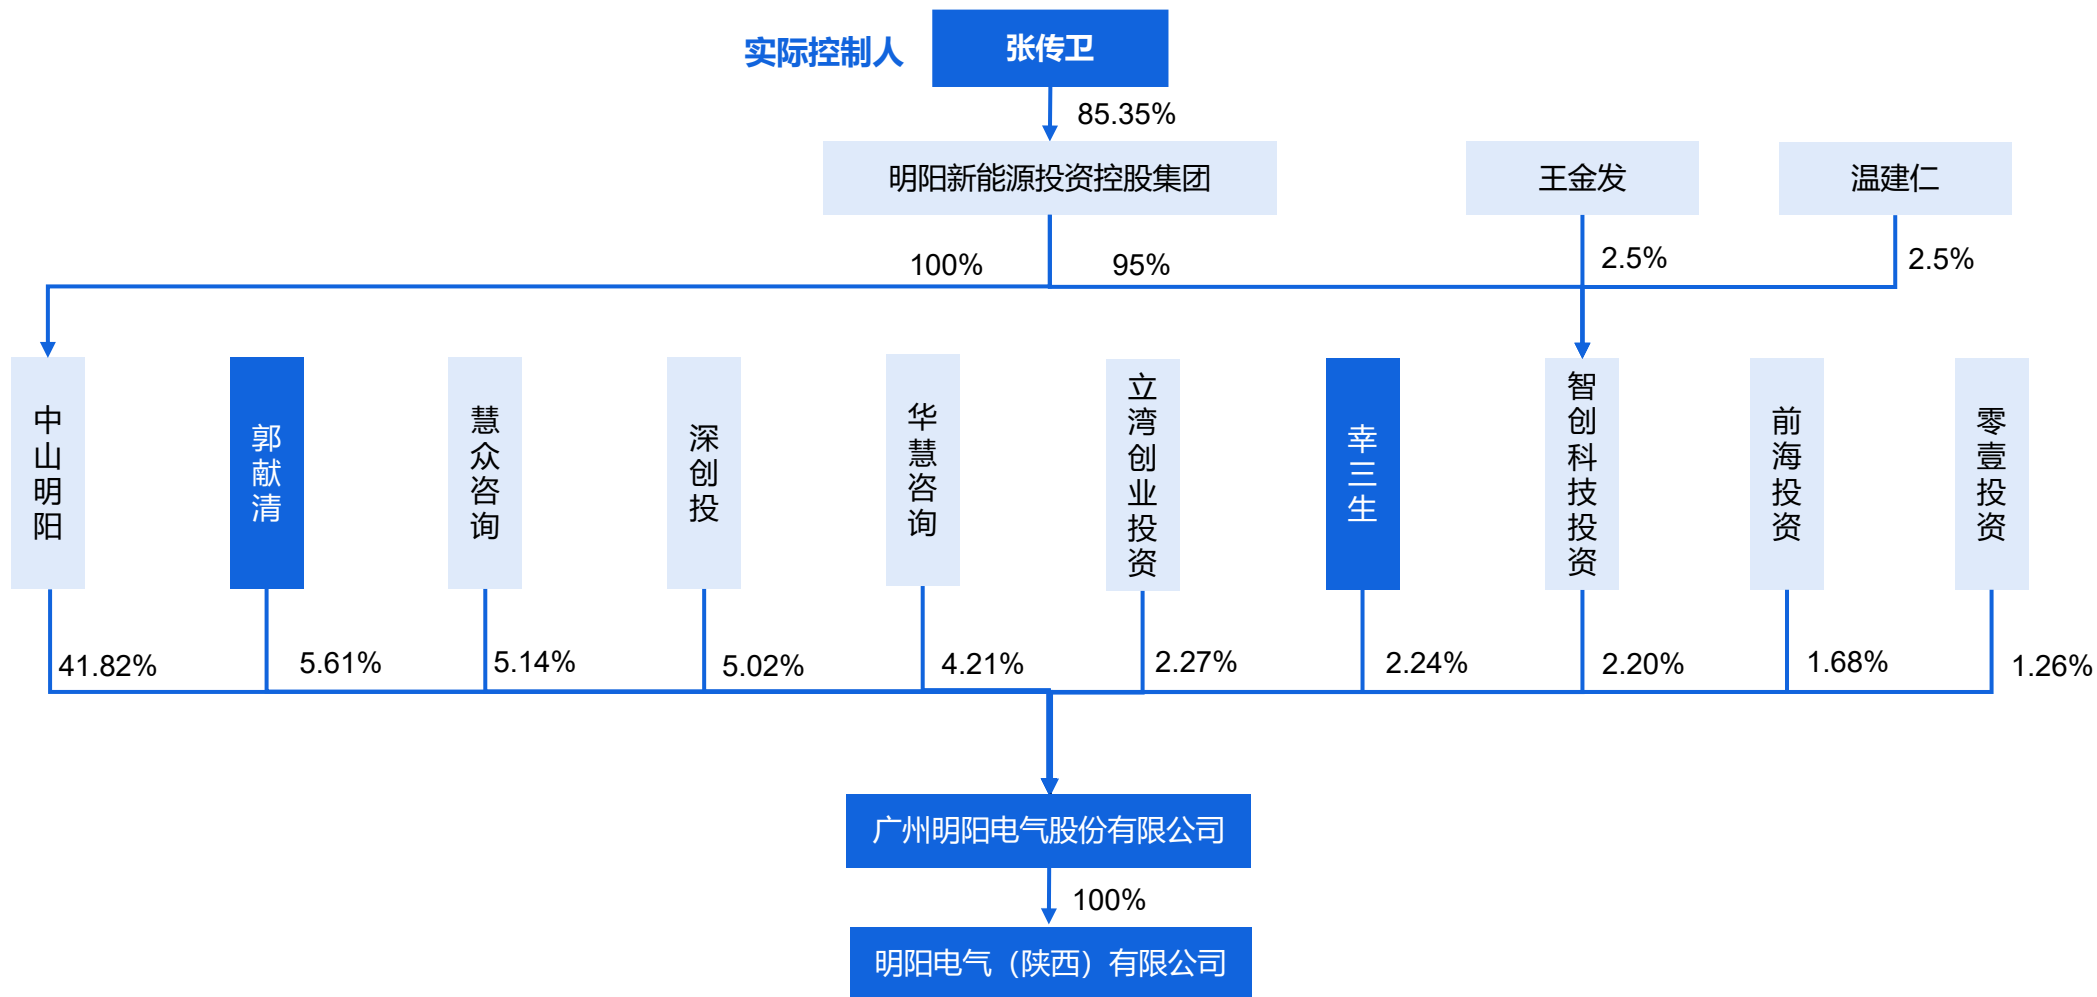 实际控制人
张传卫
85.35%
明阳新能源投资控股集团
王金发
温建仁
100%
95%
2.5%
2.5%
中山明阳
郭献清
慧众咨询
深创投
华慧咨询
立湾创业投资
幸三生
智创科技投资
前海投资
零壹投资
41.82%
5.61%
5.14%
5.02%
4.21%
2.27%
2.24%
2.20%
1.68%
1.26%
广州明阳电气股份有限公司
100%
明阳电气（陕西）有限公司